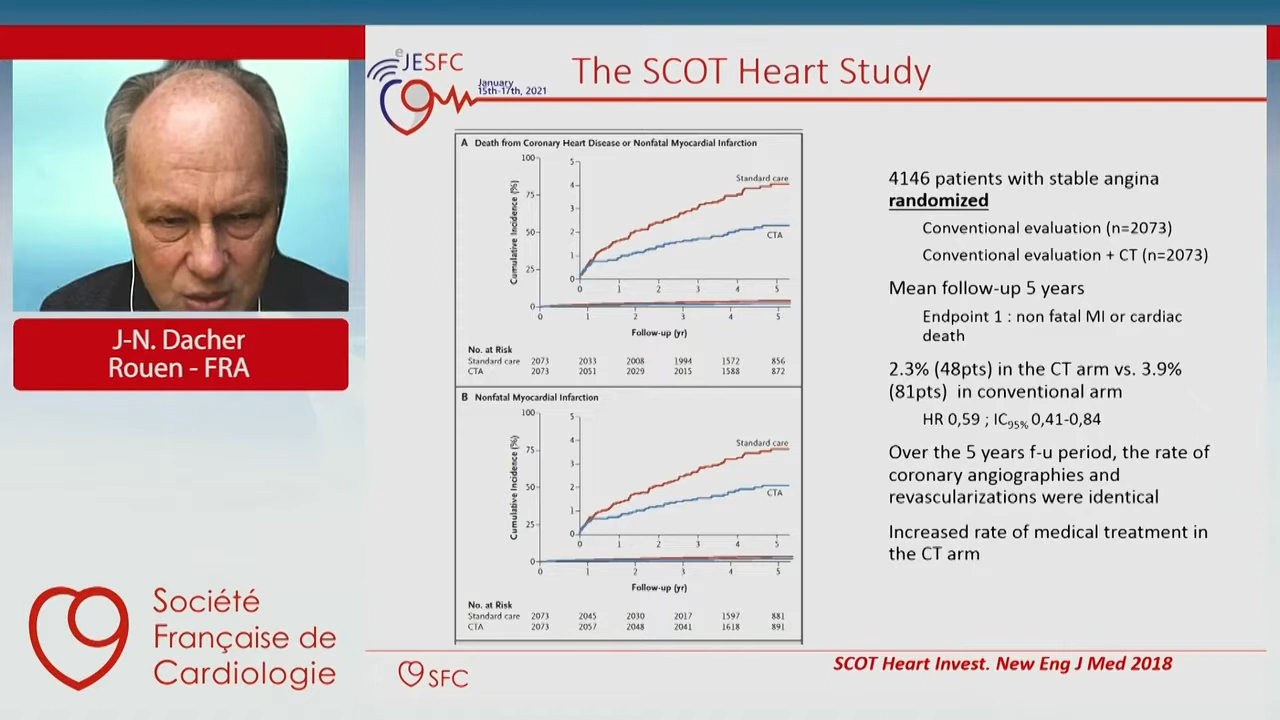 J-N. Dacher
Rouen - FRA
Société
Française de
Cardiologie
eJESFC
January
15th-17th, 2021
The SCOT Heart Study
A Death from Coronary Heart Disease or Nonfatal Myocardial Infarction
Cumulative Incidence (%)
100
75
50
25
0
5
4
3
2
1
0
Standard care
CTA
0 1 2 3 4 5
0 1 2 3 4 5
Follow-up (yr)
No. at Risk
Standard care 2073 2033 2008 1994 1572 856
CTA 2073 2051 2029 2015 1588 872
B Nonfatal Myocardial Infarction
Cumulative Incidence (%)
100
75
50
25
0
5
4
3
2
1
0
Standard care
CTA
0 1 2 3 4 5
0 1 2 3 4 5
Follow-up (yr)
No. at Risk
Standard care 2073 2045 2030 2017 1597 881
CTA 2073 2057 2048 2041 1618 891
4146 patients with stable angina
randomized
Conventional evaluation (n=2073)
Conventional evaluation + CT (n=2073)
Mean follow-up 5 years
Endpoint 1 : non fatal MI or cardiac
death
2.3% (48pts) in the CT arm vs. 3.9%
(81pts) in conventional arm
HR 0,59 ; IC95% 0,41-0,84
Over the 5 years f-u period, the rate of
coronary angiographies and
revascularizations were identical
Increased rate of medical treatment in
the CT arm
SFC
SCOT Heart Invest. New Eng J Med 2018